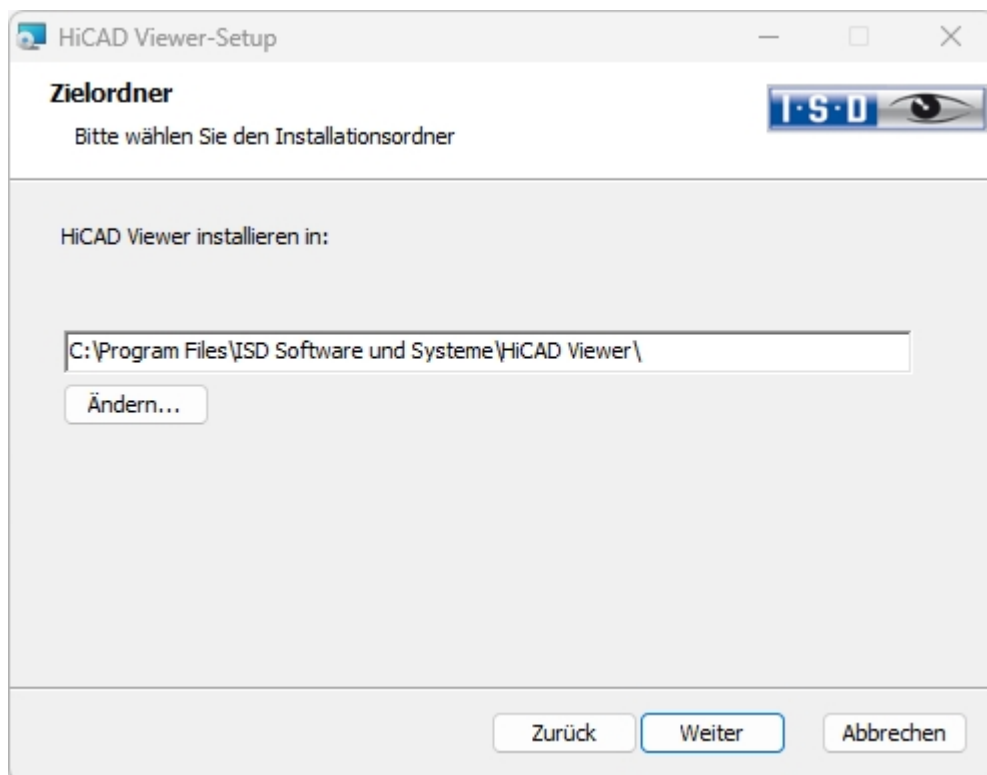 HiCAD Viewer-Setup
Zielordner
I·S·D
Bitte wählen Sie den Installationsordner
HiCAD Viewer installieren in:
C:\Program Files\ISD Software und Systeme\HiCAD Viewer\
Ändern...
Zurück Weiter Abbrechen